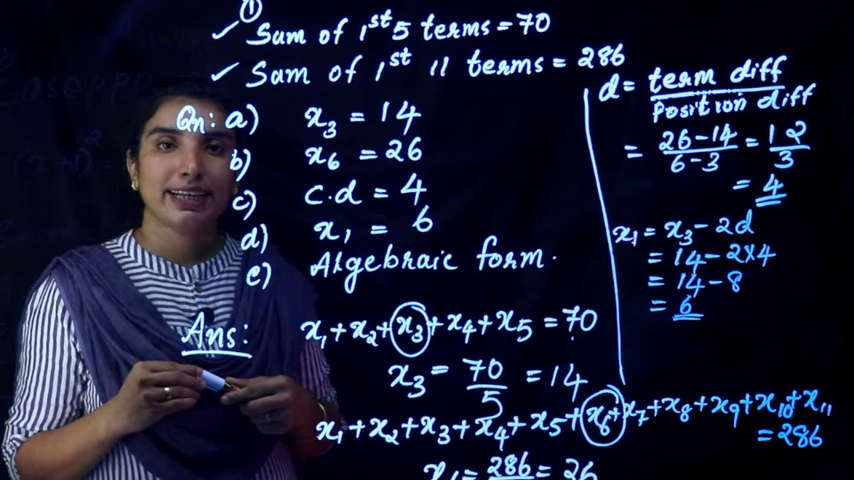 ①
✓ Sum of 1st 5 terms = 70
✓ Sum of 1st 11 terms = 286
Qn: a) x₃ = 14
b) x₆ = 26
c) c.d = 4
d) x₁ = 6
e) Algebraic form.
Ans: x₁+x₂+x₃+x₄+x₅ = 70
x₃ = 70/5 = 14
x₁+x₂+x₃+x₄+x₅+x₆+x₇+x₈+x₉+x₁₀+x₁₁
= 286
= 286 = 26
d = term diff / Position diff
= 26-14 / 6-3 = 12/3
= 4
x₁ = x₃ - 2d
= 14 - 2×4
= 14 - 8
= 6